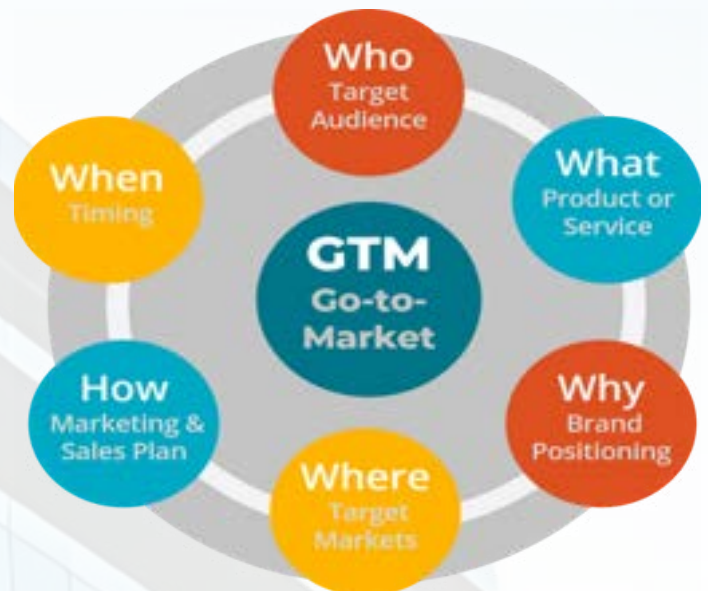 Who
Target
Audience
What
Product or
Service
Why
Brand
Positioning
Where
Target
Markets
How
Marketing &
Sales Plan
When
Timing
GTM
Go-to-
Market